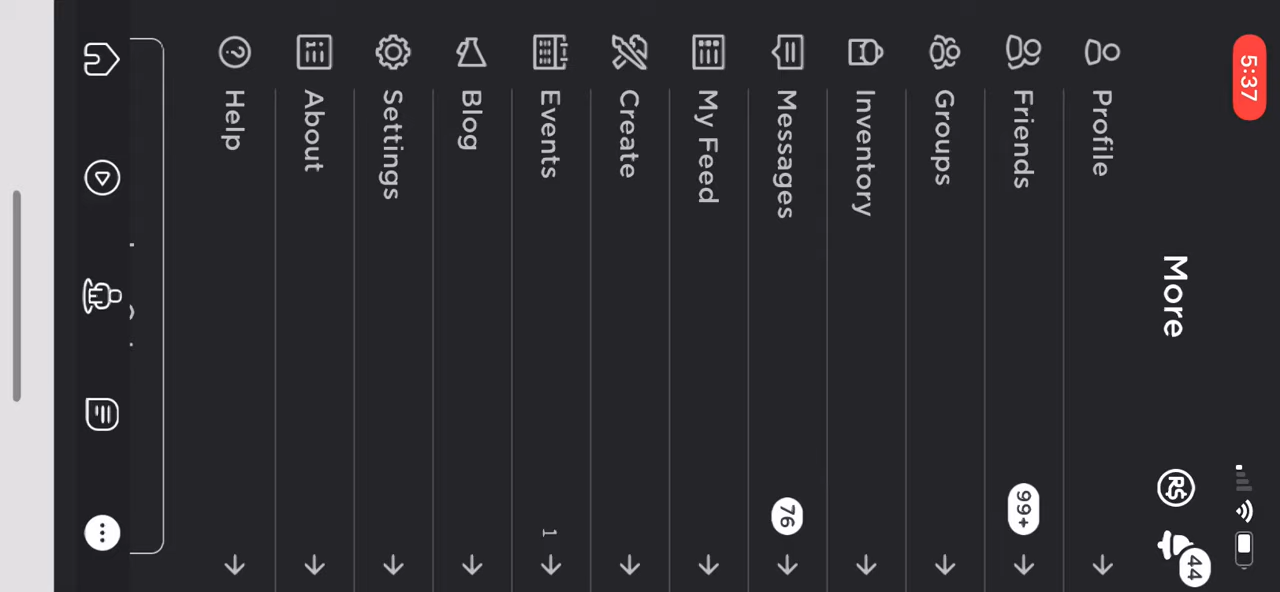 5:37
More
R$
44
Profile
Friends
99+
Groups
Inventory
Messages
76
My Feed
Create
Events
1
Blog
Settings
About
Help